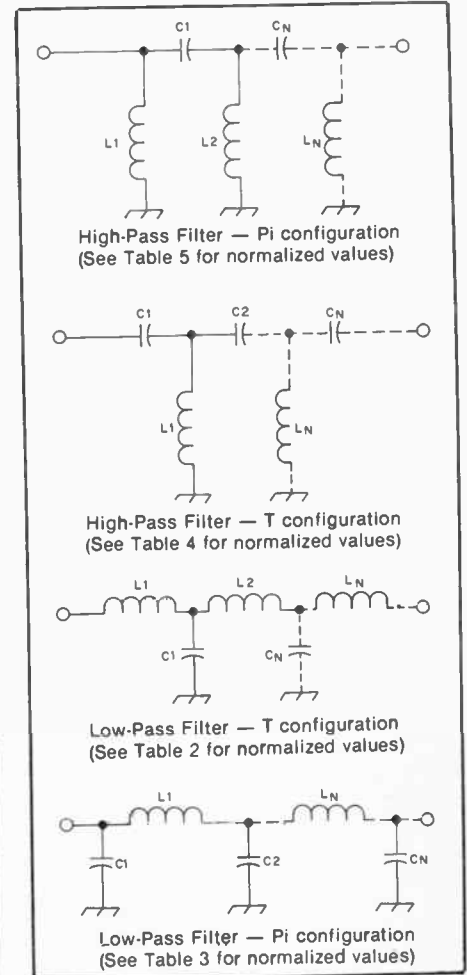 C1 CN
L1 L2 LN
High-Pass Filter — Pi configuration
(See Table 5 for normalized values)
C1 C2 CN
L1 LN
High-Pass Filter — T configuration
(See Table 4 for normalized values)
L1 L2 LN
C1 CN
Low-Pass Filter — T configuration
(See Table 2 for normalized values)
L1 LN
C1 C2 CN
Low-Pass Filter — Pi configuration
(See Table 3 for normalized values)